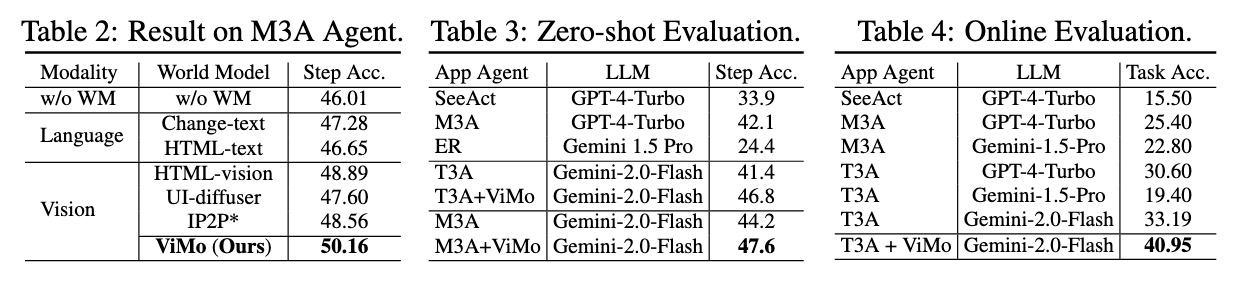 Table 2: Result on M3A Agent.
Modality World Model Step Acc.
w/o WM w/o WM 46.01
Language Change-text 47.28
HTML-text 46.65
Vision HTML-vision 48.89
UI-diffuser 47.60
IP2P* 48.56
ViMo (Ours) 50.16
Table 3: Zero-shot Evaluation.
App Agent LLM Step Acc.
SeeAct GPT-4-Turbo 33.9
M3A GPT-4-Turbo 42.1
ER Gemini 1.5 Pro 24.4
T3A Gemini-2.0-Flash 41.4
T3A+ViMo Gemini-2.0-Flash 46.8
M3A Gemini-2.0-Flash 44.2
M3A+ViMo Gemini-2.0-Flash 47.6
Table 4: Online Evaluation.
App Agent LLM Task Acc.
SeeAct GPT-4-Turbo 15.50
M3A GPT-4-Turbo 25.40
M3A Gemini-1.5-Pro 22.80
T3A GPT-4-Turbo 30.60
T3A Gemini-1.5-Pro 19.40
T3A Gemini-2.0-Flash 33.19
T3A + ViMo Gemini-2.0-Flash 40.95